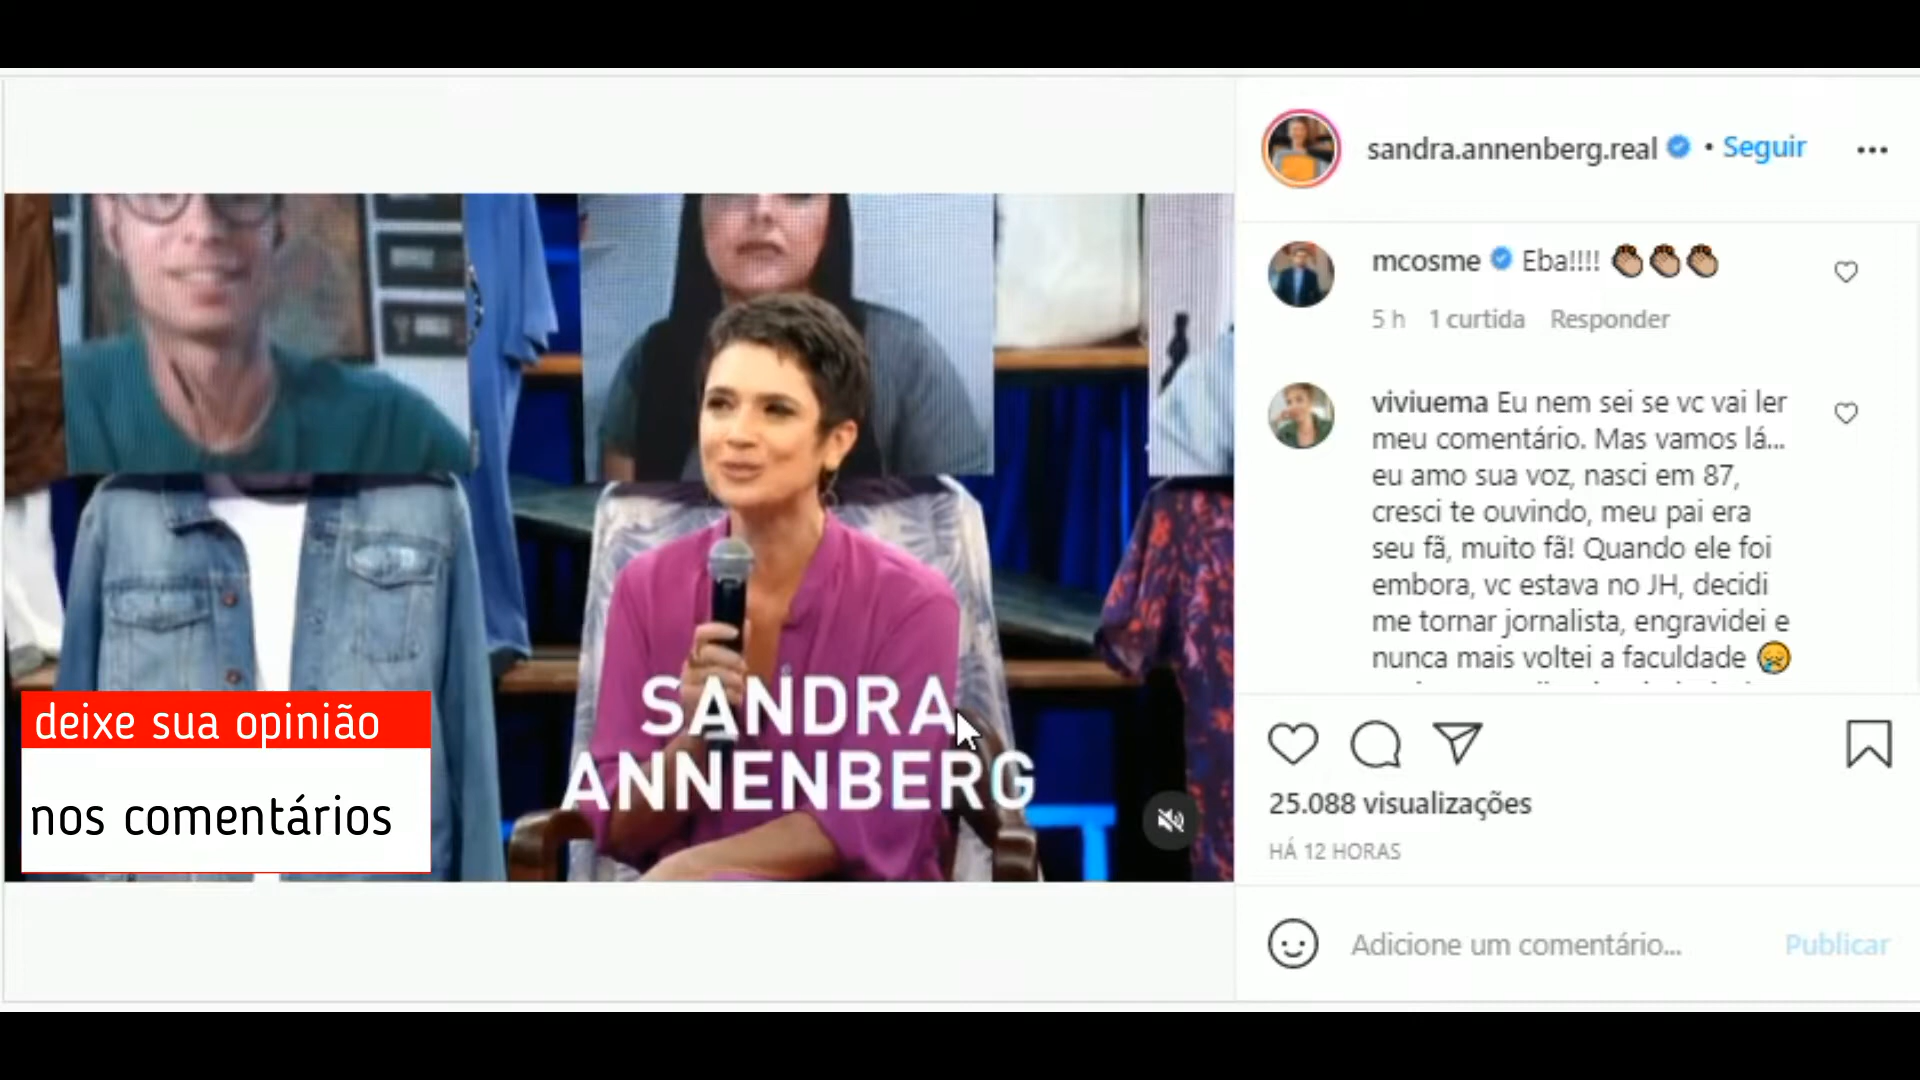 sandra.annenberg.real • Seguir
mcosme Eba!!!! 👏🏽👏🏽👏🏽
5 h 1 curtida Responder
viviuema Eu nem sei se vc vai ler
meu comentário. Mas vamos lá...
eu amo sua voz, nasci em 87,
cresci te ouvindo, meu pai era
seu fã, muito fã! Quando ele foi
embora, vc estava no JH, decidi
me tornar jornalista, engravidei e
nunca mais voltei a faculdade 😢
SANDRA
ANNENBERG
deixe sua opinião
nos comentários
25.088 visualizações
HÁ 12 HORAS
Adicione um comentário... Publicar